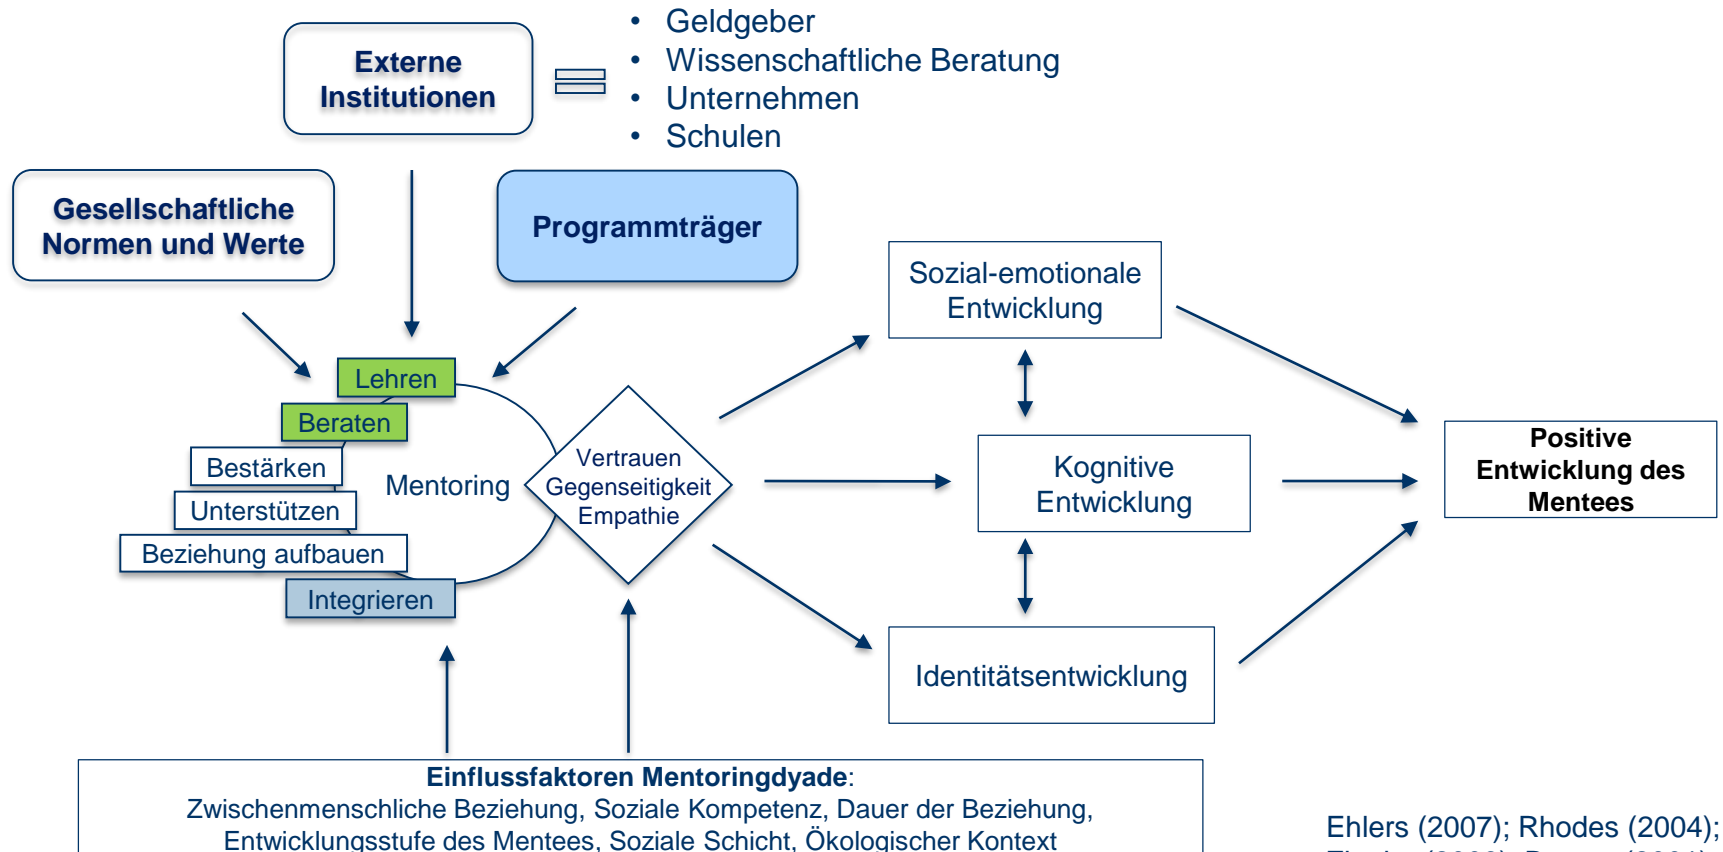 Externe
Institutionen
• Geldgeber
• Wissenschaftliche Beratung
• Unternehmen
• Schulen
Gesellschaftliche
Normen und Werte
Programmträger
Lehren
Beraten
Bestärken
Unterstützen
Beziehung aufbauen
Integrieren
Mentoring
Vertrauen
Gegenseitigkeit
Empathie
Sozial-emotionale
Entwicklung
Kognitive
Entwicklung
Identitätsentwicklung
Positive
Entwicklung des
Mentees
Einflussfaktoren Mentoringdyade:
Zwischenmenschliche Beziehung, Soziale Kompetenz, Dauer der Beziehung,
Entwicklungsstufe des Mentees, Soziale Schicht, Ökologischer Kontext
Ehlers (2007); Rhodes (2004);